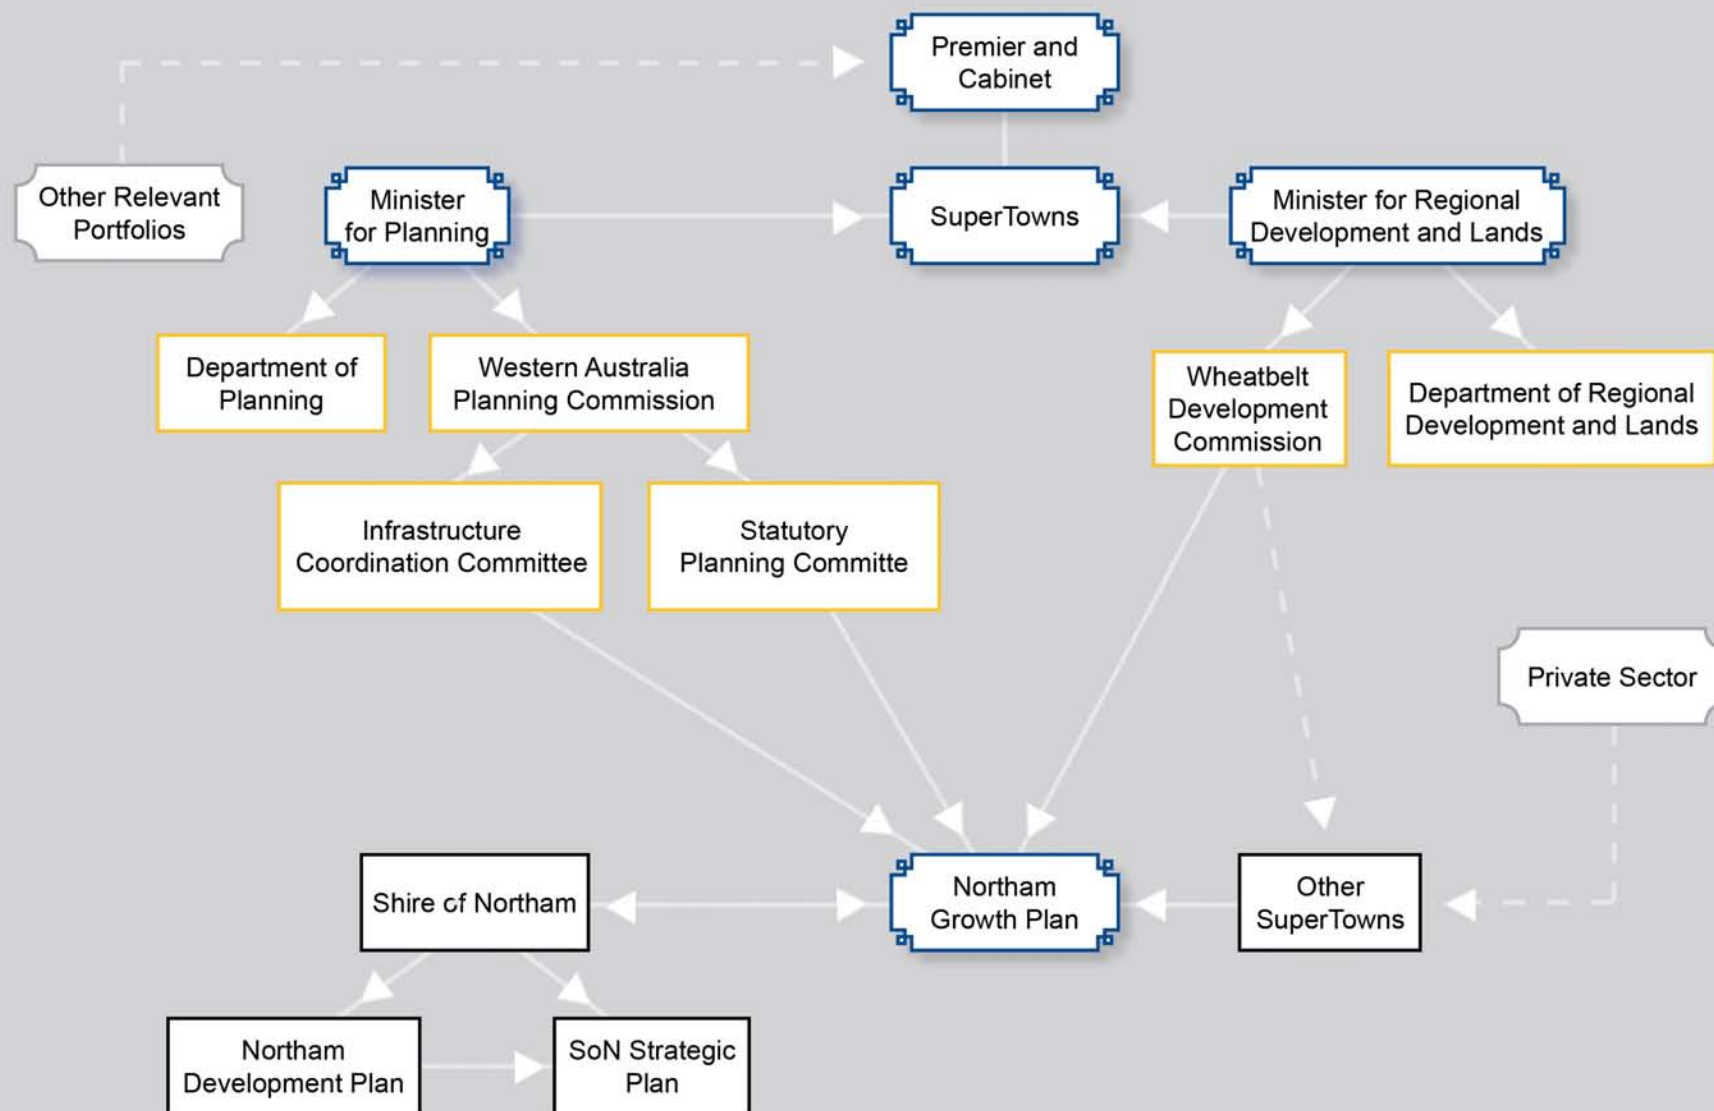 Premier and
Cabinet
Other Relevant
Portfolios
Minister
for Planning
SuperTowns
Minister for Regional
Development and Lands
Department of
Planning
Western Australia
Planning Commission
Wheatbelt
Development
Commission
Department of Regional
Development and Lands
Infrastructure
Coordination Committee
Statutory
Planning Committe
Private Sector
Shire of Northam
Northam
Growth Plan
Other
SuperTowns
Northam
Development Plan
SoN Strategic
Plan